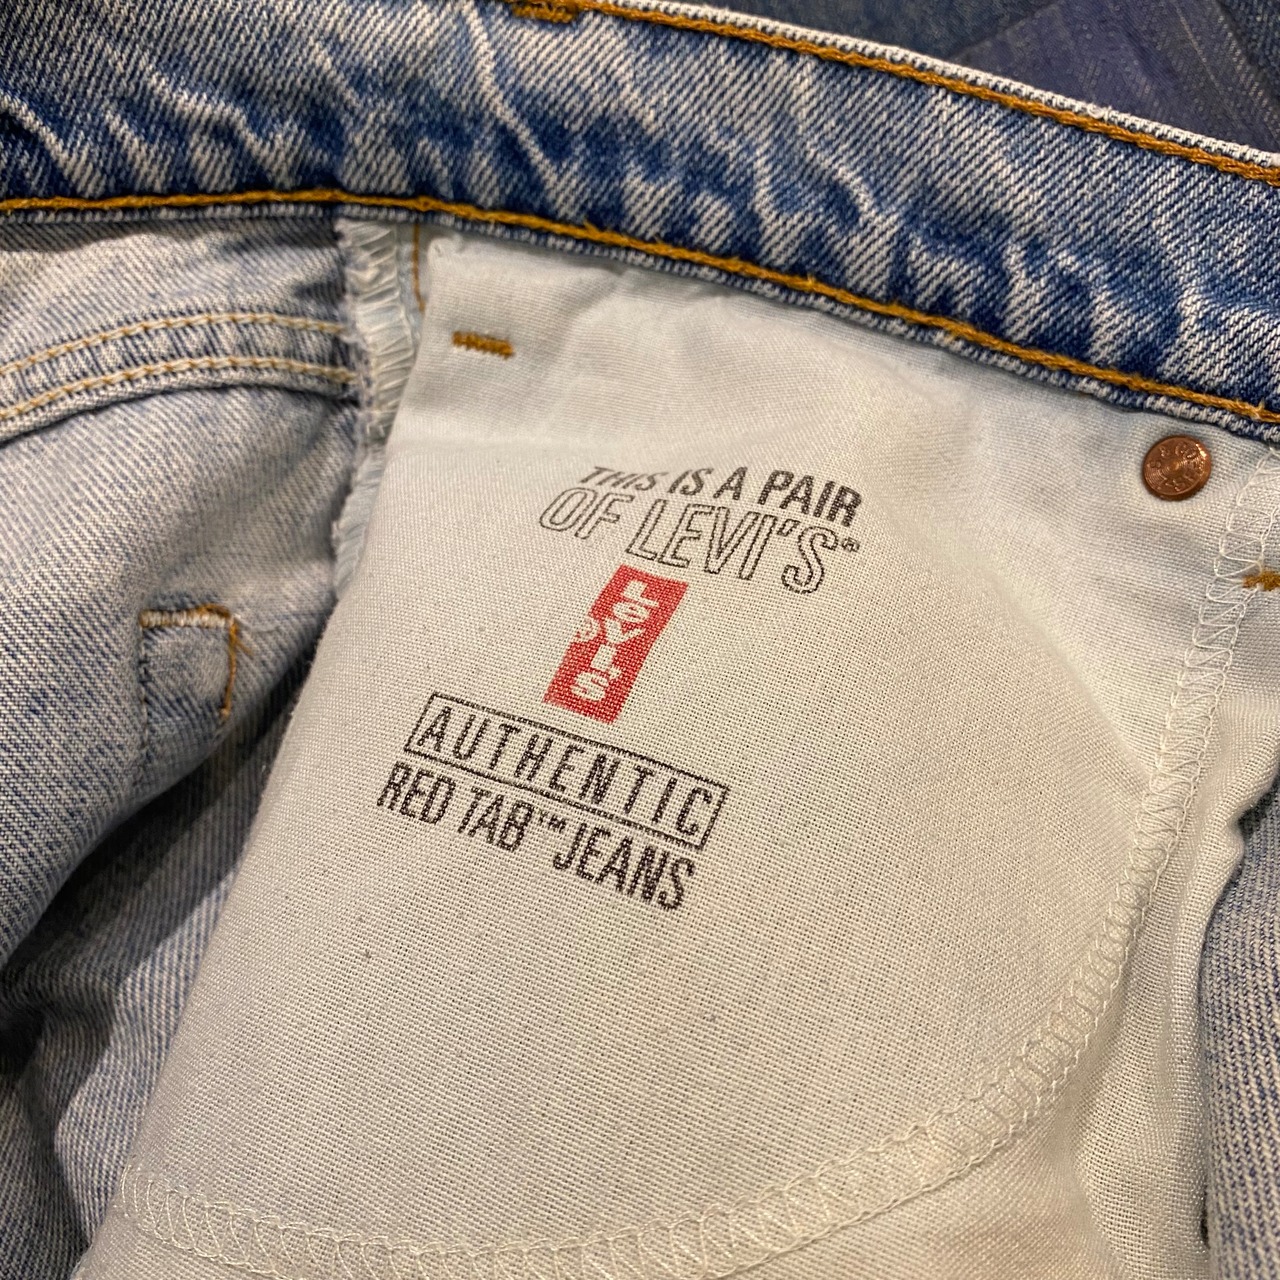 THIS IS A PAIR
OF LEVI'S®
LEVI'S
®
AUTHENTIC
RED TAB™ JEANS